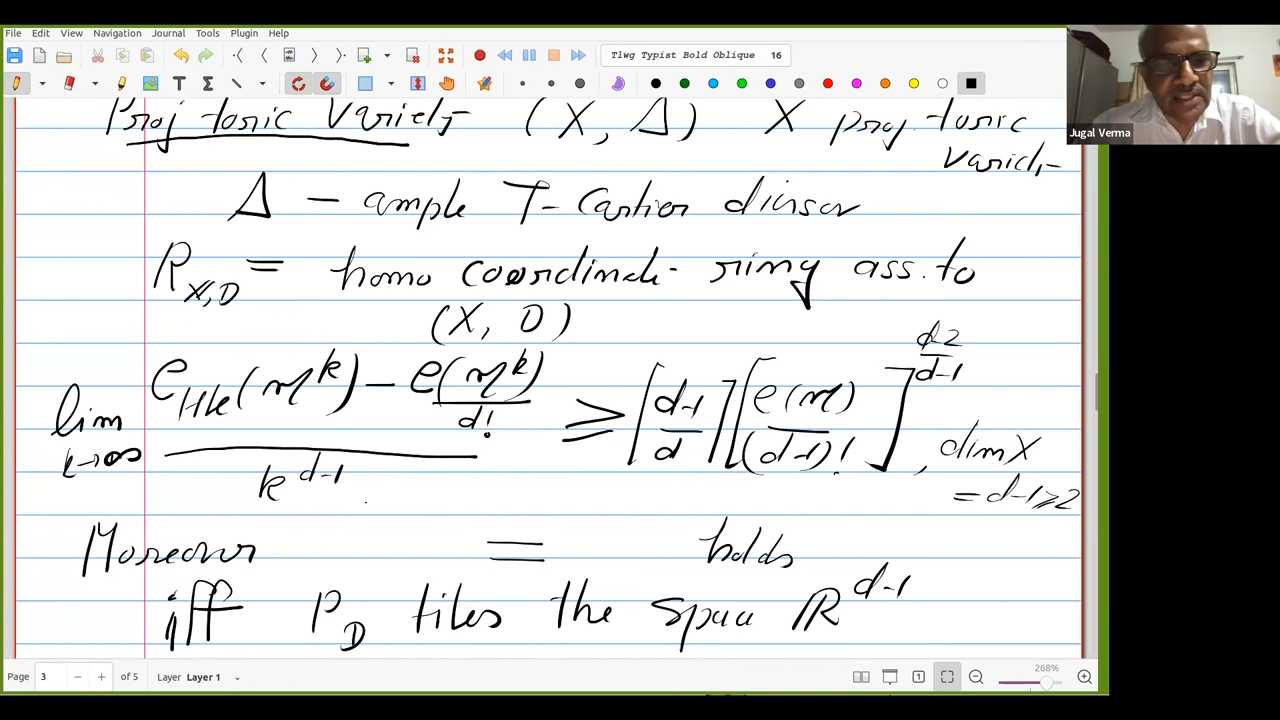 File Edit View Navigation Journal Tools Plugin Help
Tlwg Typist Bold Oblique 16
Jugal Verma
Proj toric Variety (X, Δ) X proj. toric variety
Δ — ample T-Cartier divisor
R_{X,D} = homo coordinate ring ass. to
(X, D)
lim_{k→∞} (e_{HK}(m^k) − e(m^k)/d!) / k^{d-1} ≥ [(d-1)/d] [e(m)/(d-1)!]^{(d-2)/(d-1)}, dim X = d-1 ≥ 2
Moreover = holds
iff P_D tiles the space ℝ^{d-1}
Page 3 of 5 Layer Layer 1 268%